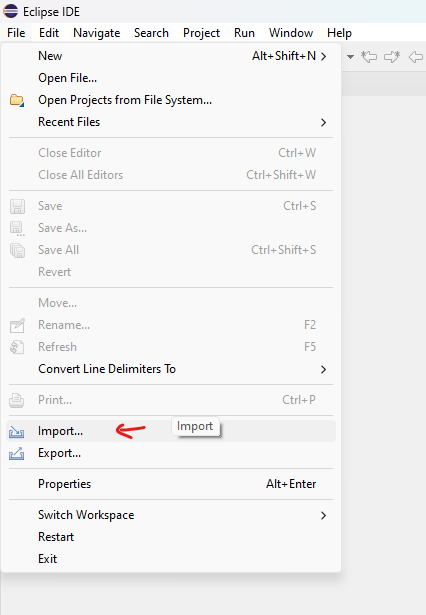 Eclipse IDE
File Edit Navigate Search Project Run Window Help
New Alt+Shift+N
Open File...
Open Projects from File System...
Recent Files
Close Editor Ctrl+W
Close All Editors Ctrl+Shift+W
Save Ctrl+S
Save As...
Save All Ctrl+Shift+S
Revert
Move...
Rename... F2
Refresh F5
Convert Line Delimiters To
Print... Ctrl+P
Import... Import
Export...
Properties Alt+Enter
Switch Workspace
Restart
Exit